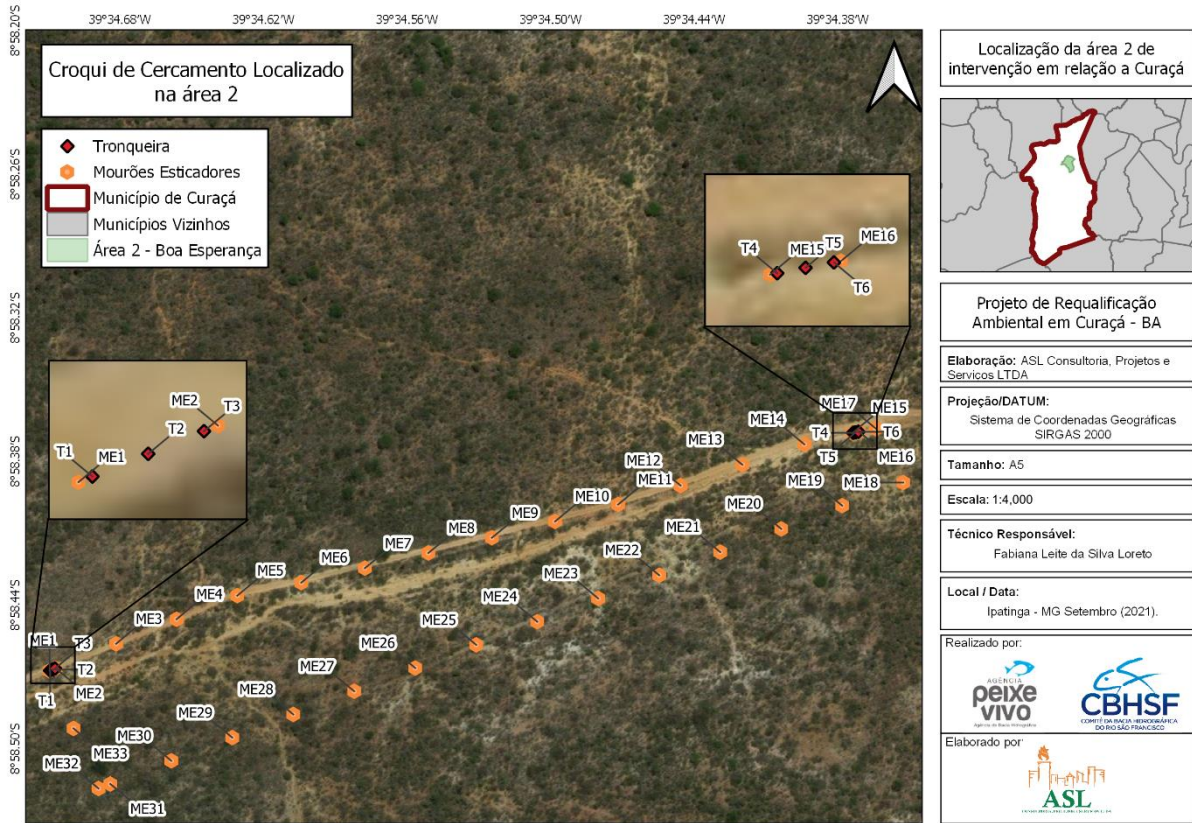 39°34.68'W
39°34.62'W
39°34.56'W
39°34.50'W
39°34.44'W
39°34.38'W
8°58.20'S
8°58.26'S
8°58.32'S
8°58.38'S
8°58.44'S
8°58.50'S
Croqui de Cercamento Localizado
na área 2
Tronqueira
Mourões Esticadores
Município de Curaçá
Municípios Vizinhos
Área 2 - Boa Esperança
T4
ME15
T5
ME16
T6
ME2
T3
T2
T1
ME1
ME17
ME15
ME14
T4
T6
T5
ME13
ME16
ME12
ME19
ME18
ME11
ME10
ME20
ME9
ME8
ME21
ME7
ME6
ME22
ME5
ME23
ME4
ME24
ME3
ME25
ME1
T3
ME26
T2
ME27
T1
ME2
ME28
ME29
ME30
ME33
ME32
ME31
Localização da área 2 de
intervenção em relação a Curaçá
Projeto de Requalificação
Ambiental em Curaçá - BA
Elaboração: ASL Consultoria, Projetos e
Servicos LTDA
Projeção/DATUM:
Sistema de Coordenadas Geográficas
SIRGAS 2000
Tamanho: A5
Escala: 1:4,000
Técnico Responsável:
Fabiana Leite da Silva Loreto
Local / Data:
Ipatinga - MG Setembro (2021).
Realizado por:
AGÊNCIA
peixe
vivo
Agência de Bacia Hidrográfica
CBHSF
COMITÊ DA BACIA HIDROGRÁFICA
DO RIO SÃO FRANCISCO
Elaborado por:
ASL